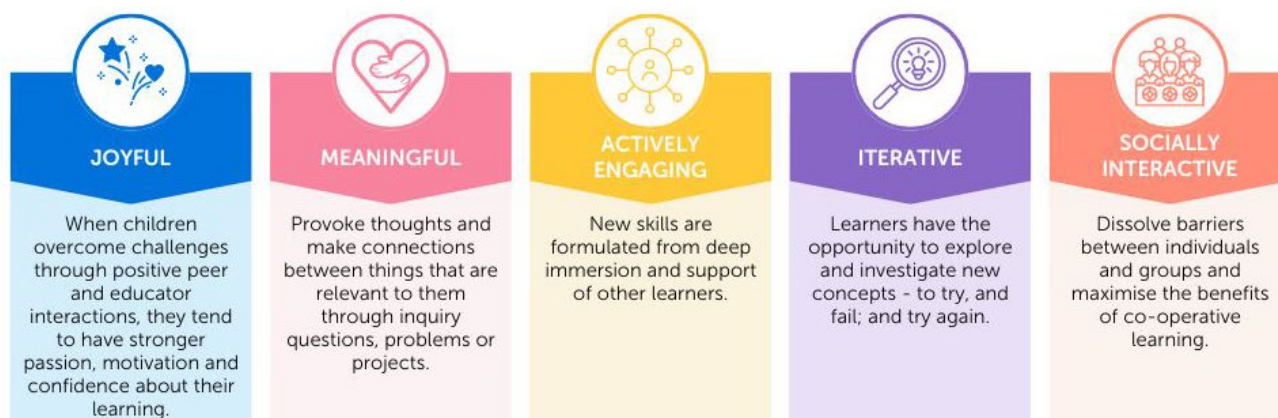 JOYFUL
When children
overcome challenges
through positive peer
and educator
interactions, they tend
to have stronger
passion, motivation and
confidence about their
learning.
MEANINGFUL
Provoke thoughts and
make connections
between things that are
relevant to them
through inquiry
questions, problems or
projects.
ACTIVELY
ENGAGING
New skills are
formulated from deep
immersion and support
of other learners.
ITERATIVE
Learners have the
opportunity to explore
and investigate new
concepts - to try, and
fail; and try again.
SOCIALLY
INTERACTIVE
Dissolve barriers
between individuals
and groups and
maximise the benefits
of co-operative
learning.